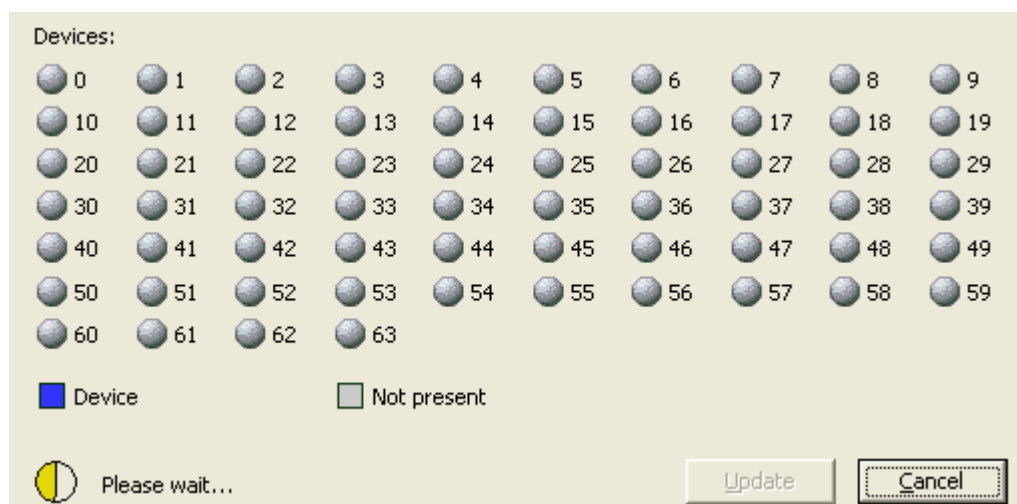 Devices:
0 1 2 3 4 5 6 7 8 9
10 11 12 13 14 15 16 17 18 19
20 21 22 23 24 25 26 27 28 29
30 31 32 33 34 35 36 37 38 39
40 41 42 43 44 45 46 47 48 49
50 51 52 53 54 55 56 57 58 59
60 61 62 63
Device Not present
Please wait... Update Cancel